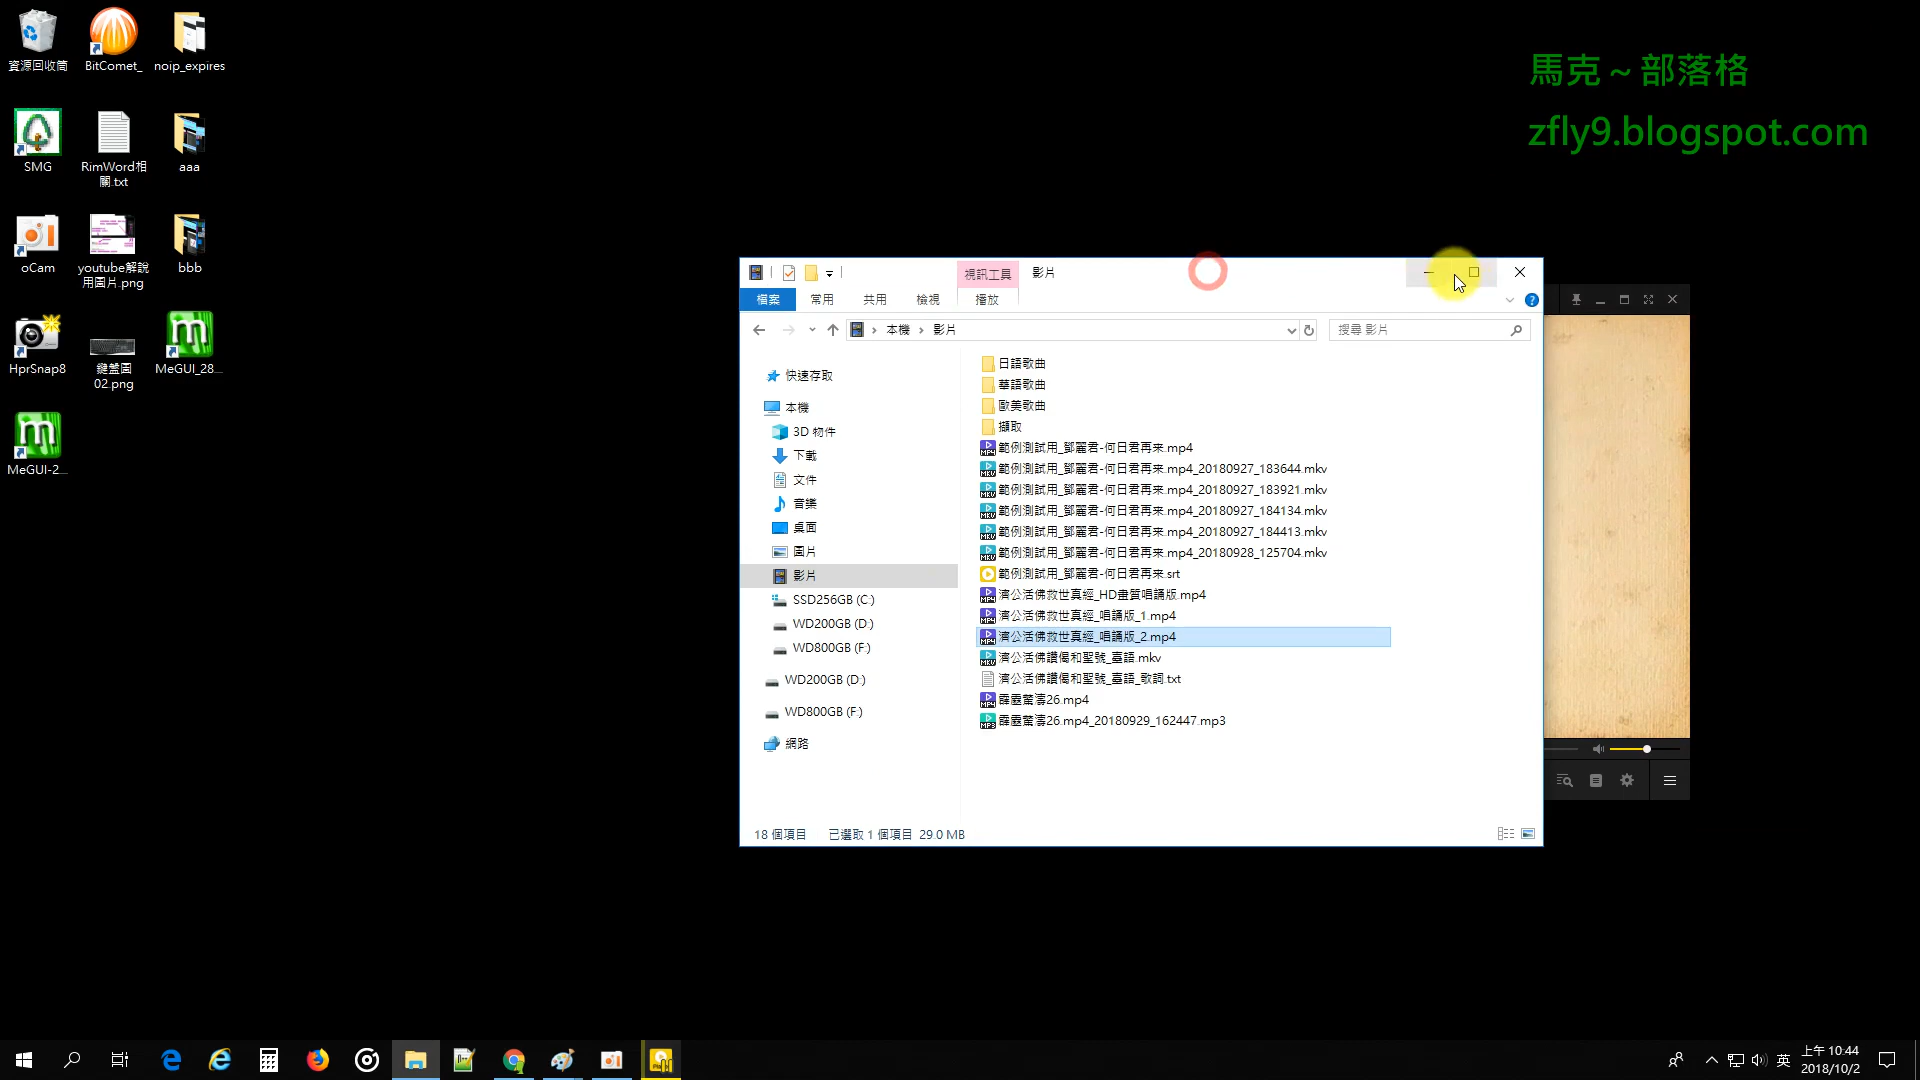 資源回收筒
BitComet_
noip_expires
SMG
RimWord相
關.txt
aaa
oCam
youtube解說
用圖片.png
bbb
HprSnap8
鍵盤圖
02.png
MeGUI_28...
MeGUI-2...
馬克～部落格
zfly9.blogspot.com
視訊工具
影片
檔案
常用
共用
檢視
播放
本機 › 影片
搜尋 影片
快速存取
本機
3D 物件
下載
文件
音樂
桌面
圖片
影片
SSD256GB (C:)
WD200GB (D:)
WD800GB (F:)
WD200GB (D:)
WD800GB (F:)
網路
日語歌曲
華語歌曲
歐美歌曲
擷取
範例測試用_鄧麗君-何日君再来.mp4
範例測試用_鄧麗君-何日君再来.mp4_20180927_183644.mkv
範例測試用_鄧麗君-何日君再来.mp4_20180927_183921.mkv
範例測試用_鄧麗君-何日君再来.mp4_20180927_184134.mkv
範例測試用_鄧麗君-何日君再来.mp4_20180927_184413.mkv
範例測試用_鄧麗君-何日君再来.mp4_20180928_125704.mkv
範例測試用_鄧麗君-何日君再来.srt
濟公活佛救世真經_HD畫質唱誦版.mp4
濟公活佛救世真經_唱誦版_1.mp4
濟公活佛救世真經_唱誦版_2.mp4
濟公活佛讚偈和聖號_臺語.mkv
濟公活佛讚偈和聖號_臺語_歌詞.txt
霹靂驚濤26.mp4
霹靂驚濤26.mp4_20180929_162447.mp3
18 個項目 已選取 1 個項目 29.0 MB
英
上午 10:44
2018/10/2